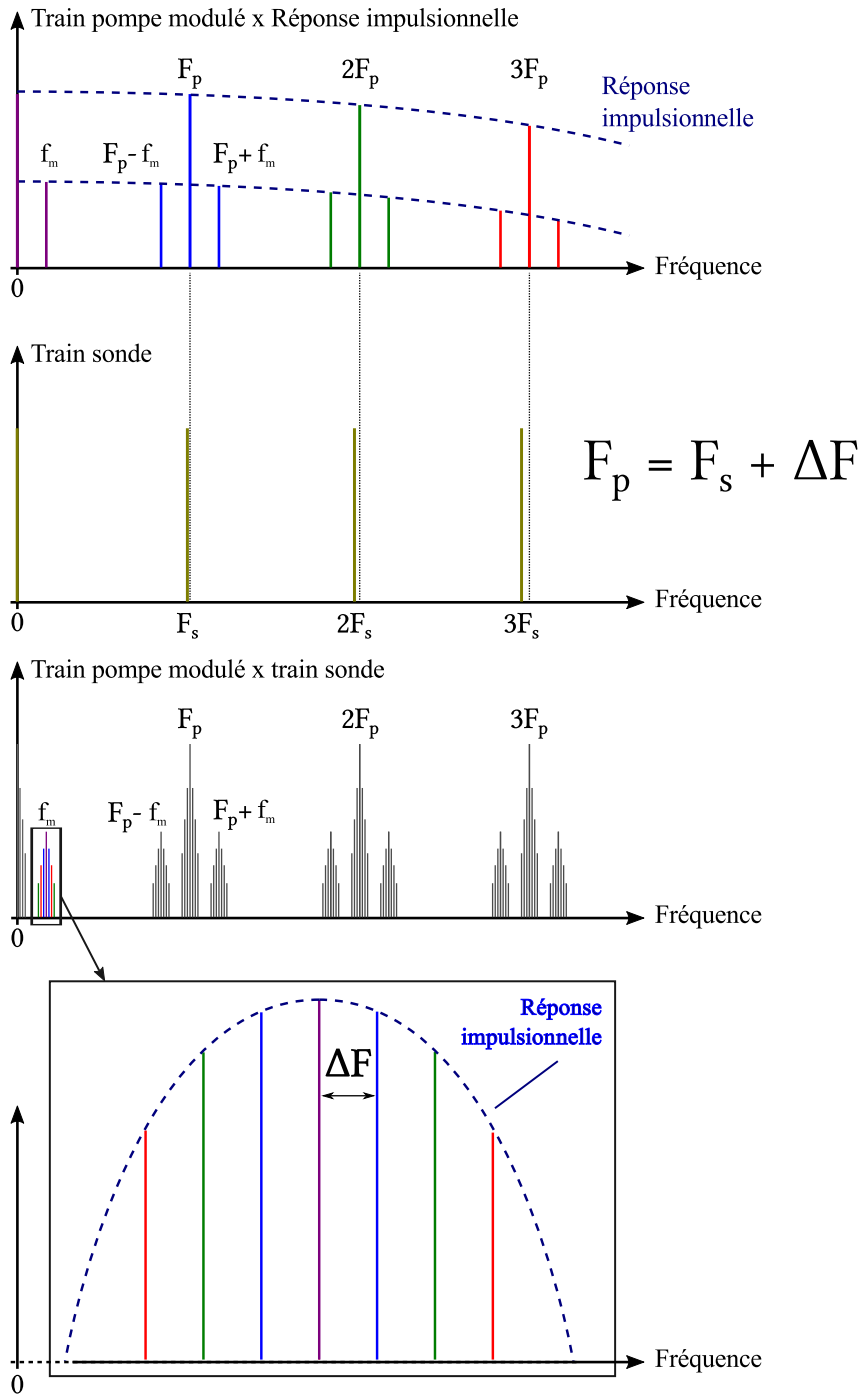 Train pompe modulé x Réponse impulsionnelle
Fₚ
2Fₚ
3Fₚ
Réponse
impulsionnelle
fₘ
Fₚ- fₘ
Fₚ+ fₘ
Fréquence
0
Train sonde
Fₚ = Fₛ + ΔF
Fréquence
0
Fₛ
2Fₛ
3Fₛ
Train pompe modulé x train sonde
Fₚ
2Fₚ
3Fₚ
fₘ
Fₚ- fₘ
Fₚ+ fₘ
Fréquence
0
Réponse
impulsionnelle
ΔF
Fréquence
0